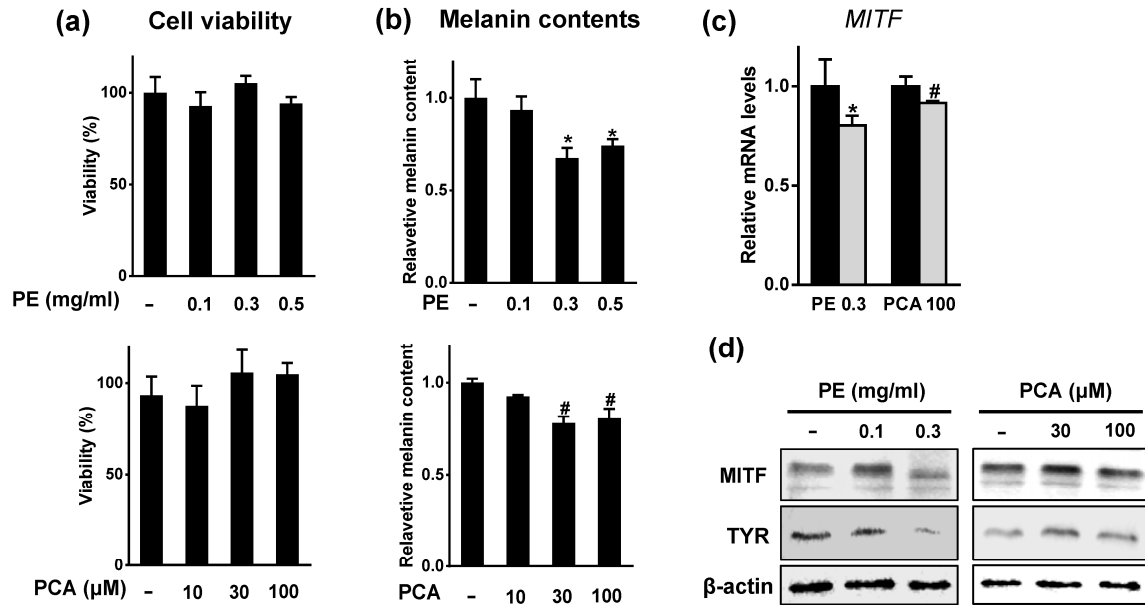 (a) Cell viability
Viability (%)
100
50
0
PE (mg/ml) – 0.1 0.3 0.5
Viability (%)
100
50
0
PCA (µM) – 10 30 100
(b) Melanin contents
Relavetive melanin content
1.0
0.5
0.0
* *
PE – 0.1 0.3 0.5
Relavetive melanin content
1.0
0.5
0.0
# #
PCA – 10 30 100
(c) MITF
Relative mRNA levels
1.0
0.5
0.0
* #
PE 0.3 PCA 100
(d)
PE (mg/ml) PCA (µM)
– 0.1 0.3 – 30 100
MITF
TYR
β-actin